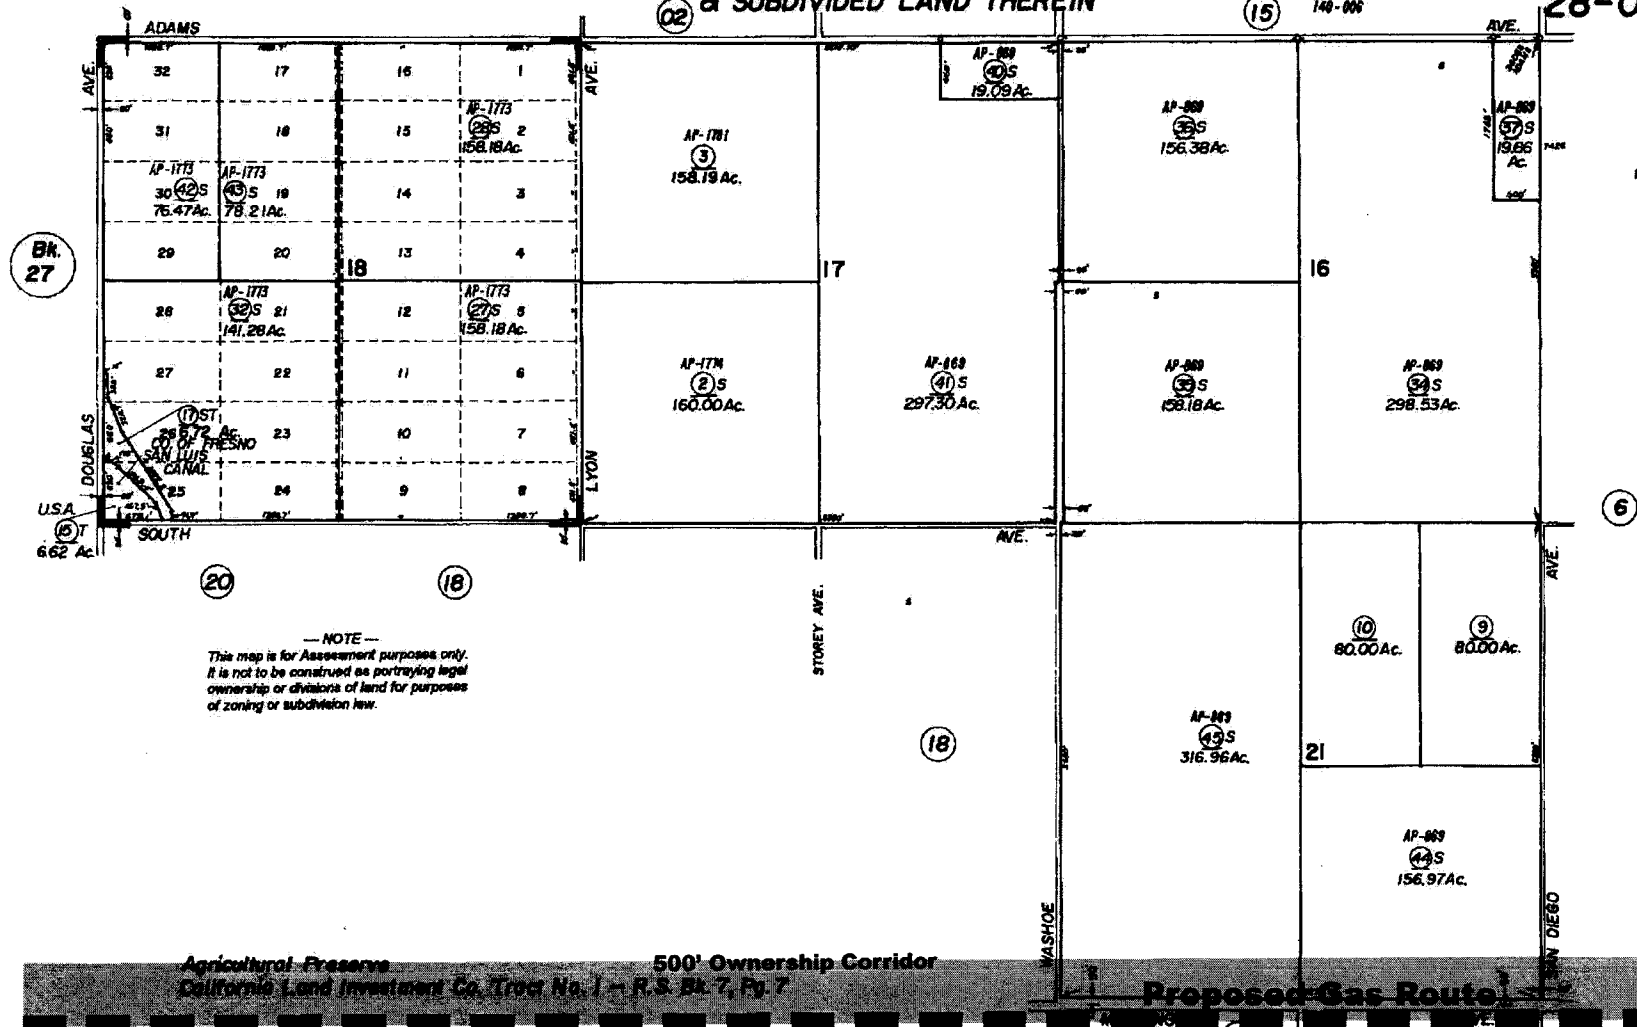 & SUBDIVIDED LAND THEREIN
02
15
140-006
28-0
ADAMS
AVE.
AVE.
AVE.
32
17
16
1
31
18
15
2
AP-1773
28 S
158.18 Ac.
AP-1773
42 S
76.47 Ac.
AP-1773
43 S
78.21 Ac.
30
19
14
3
29
20
13
4
18
Bk.
27
AP-1773
32 S
141.28 Ac.
21
12
AP-1773
27 S
158.18 Ac.
5
27
22
11
6
17 ST
6.72 Ac.
CO. OF FRESNO
SAN LUIS
CANAL
23
10
7
25
24
9
8
DOUGLAS
LYON
U.S.A.
15 T
6.62 Ac.
SOUTH
AVE.
AP-1781
3
158.19 Ac.
17
AP-1774
2 S
160.00 Ac.
AP-869
41 S
297.30 Ac.
AP-869
40 S
19.09 Ac.
AP-869
36 S
156.38 Ac.
AP-869
37 S
19.66
Ac.
400'
16
AP-869
35 S
158.18 Ac.
AP-869
34 S
298.53 Ac.
6
20
18
STOREY AVE.
AVE.
10
80.00 Ac.
9
80.00 Ac.
— NOTE —
This map is for Assessment purposes only.
It is not to be construed as portraying legal
ownership or divisions of land for purposes
of zoning or subdivision law.
18
AP-869
45 S
316.96 Ac.
21
AP-869
44 S
156.97 Ac.
WASHOE
SAN DIEGO
Agricultural Preserve
500' Ownership Corridor
California Land Investment Co. Tract No. 1 - R.S. Bk. 7, Pg. 7
Proposed Gas Route